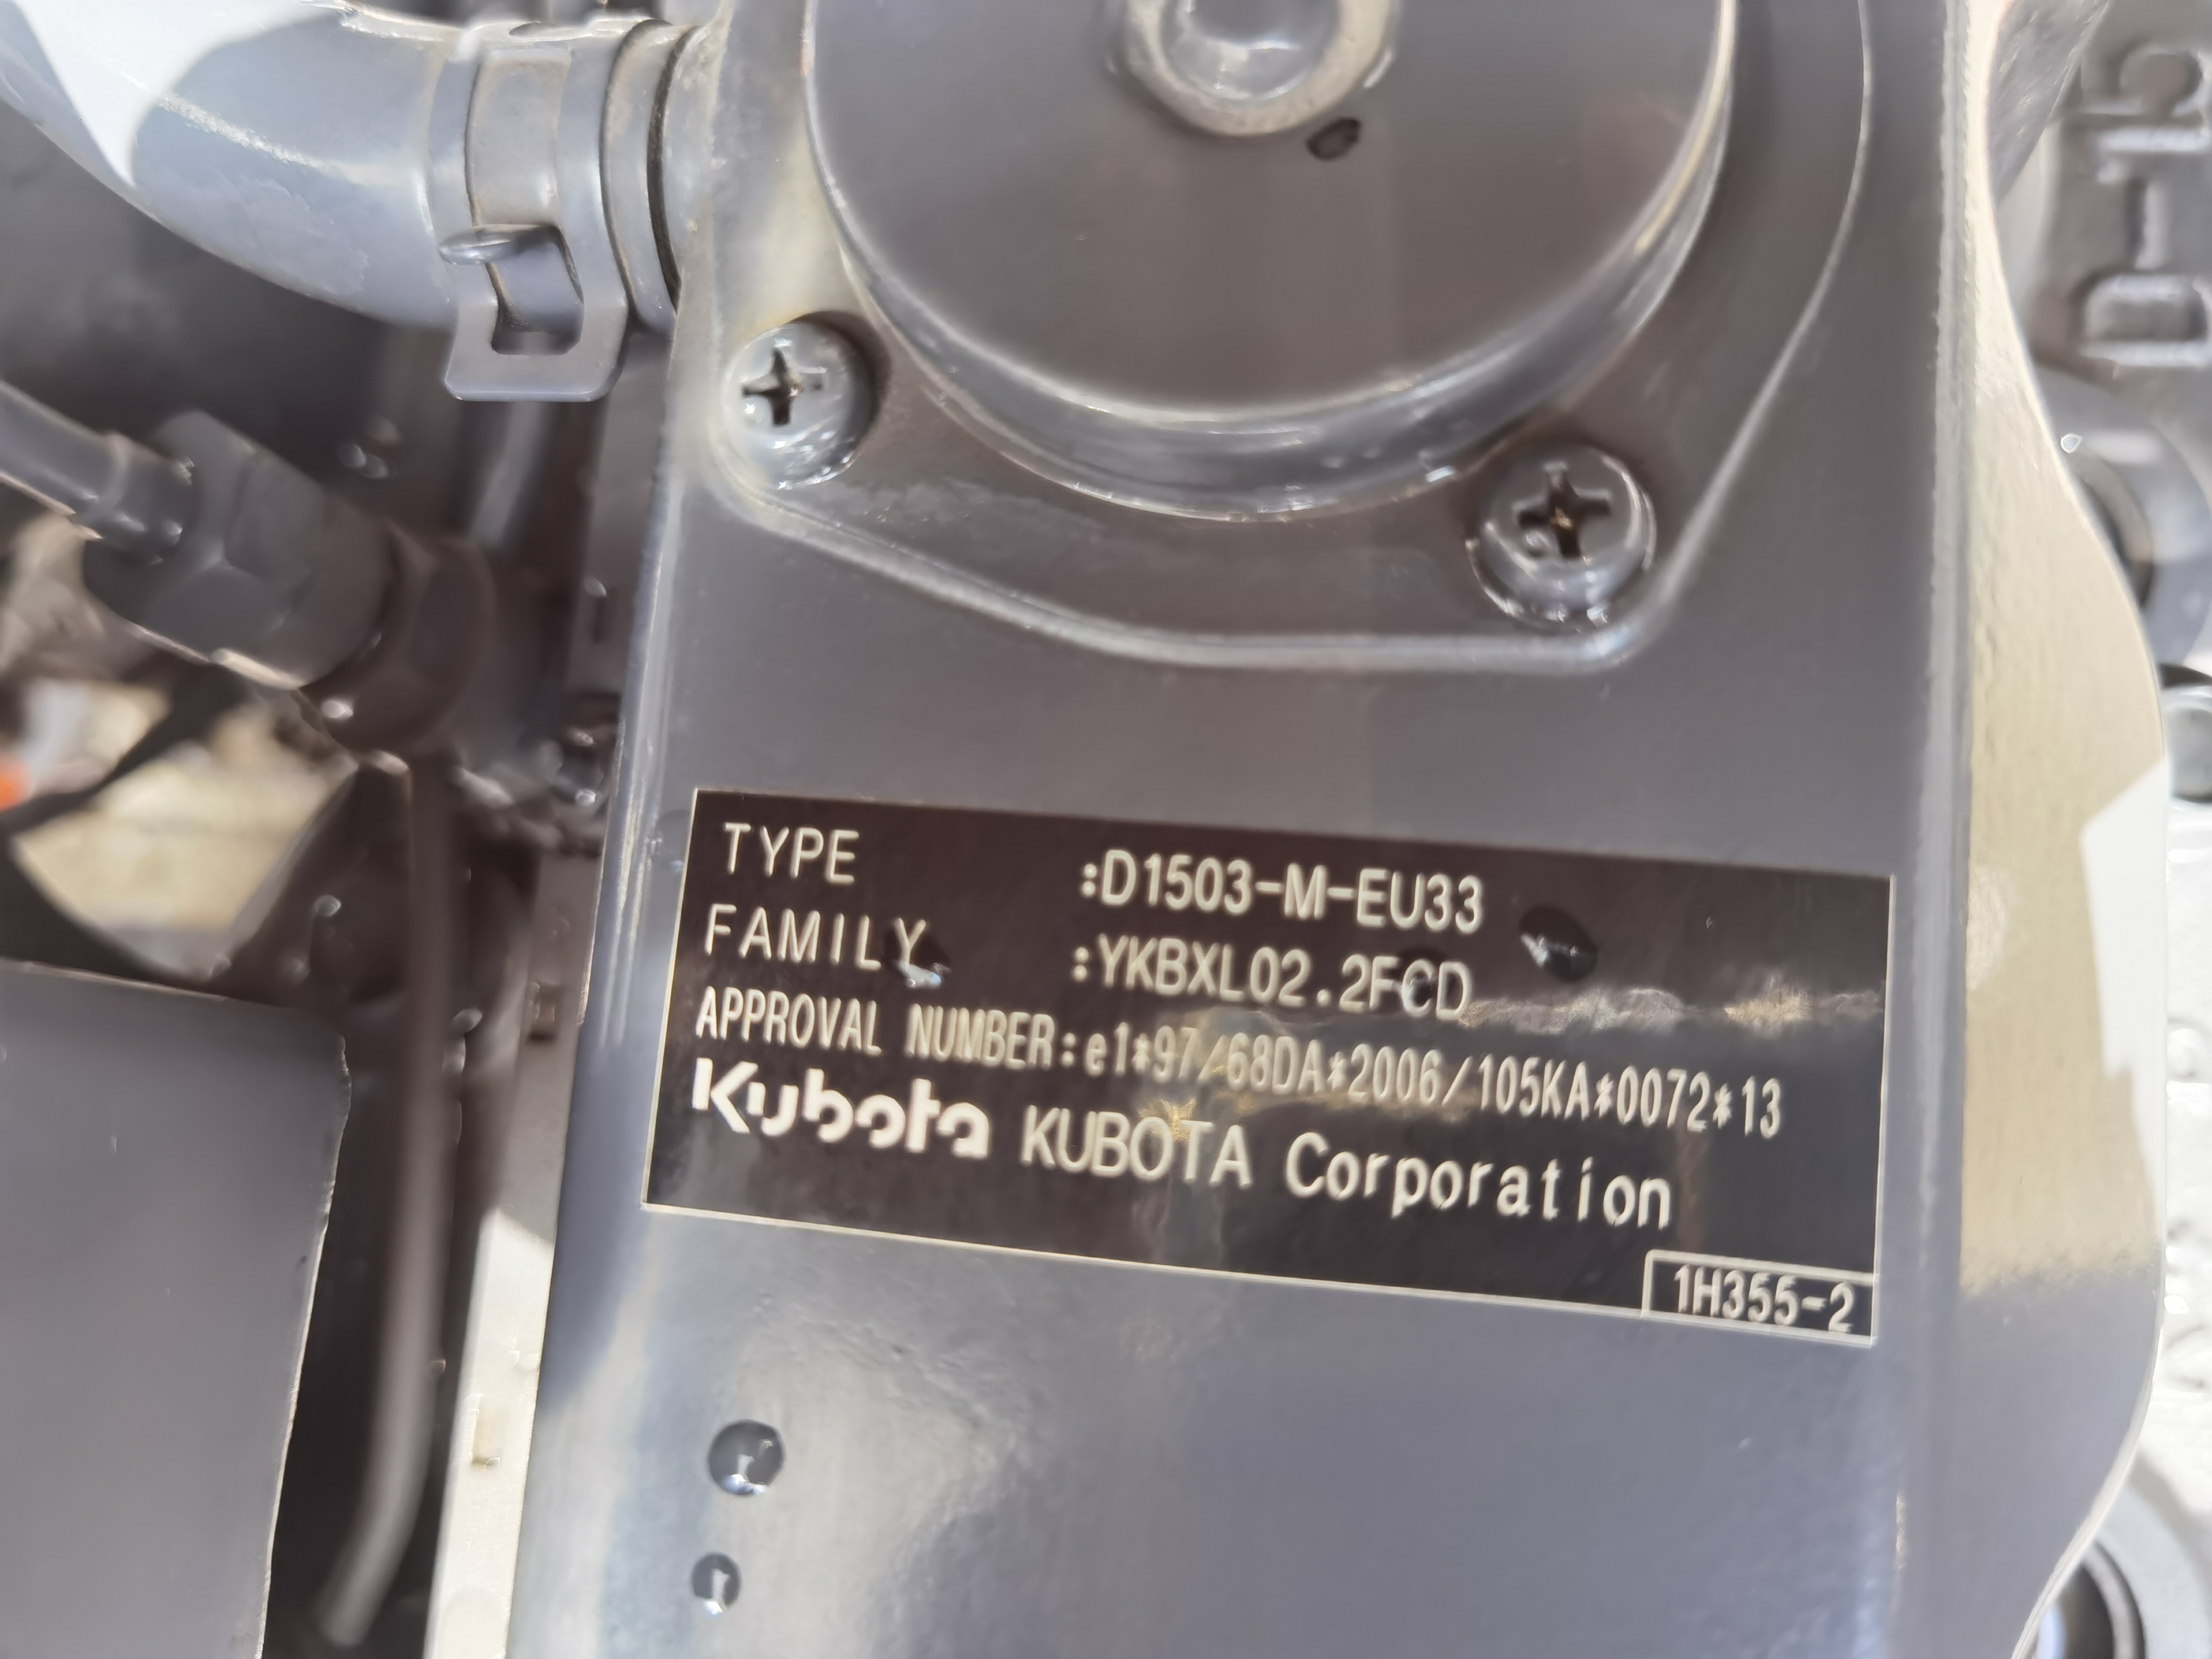 D-15
TYPE :D1503-M-EU33
FAMILY :YKBXL02.2FCD
APPROVAL NUMBER:e1*97/68DA*2006/105KA*0072*13
Kubota KUBOTA Corporation
1H355-2